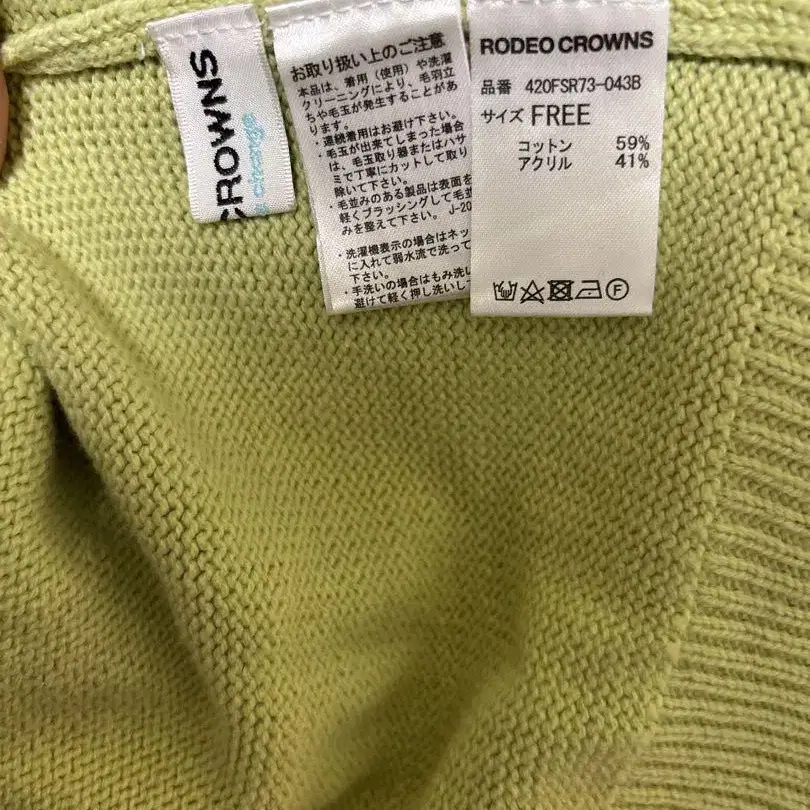 CROWNS
change
お取り扱い上のご注意
本品は、着用（使用）や洗濯
クリーニングにより、毛羽立
ちや毛玉が発生することがあ
ります。
・連続着用はお避け下さい。
・毛玉が出来てしまった場合
は、毛玉取り器またはハサ
ミで丁寧にカットして取り
除いて下さい。
・毛並みのある製品は表面を
軽くブラッシングして毛並
みを整えて下さい。 J-20
・洗濯機表示の場合はネッ
に入れて弱水流で洗って
下さい。
・手洗いの場合はもみ洗い
避けて軽く押し洗いして
RODEO CROWNS
品番 420FSR73-043B
サイズ FREE
コットン 59%
アクリル 41%
F